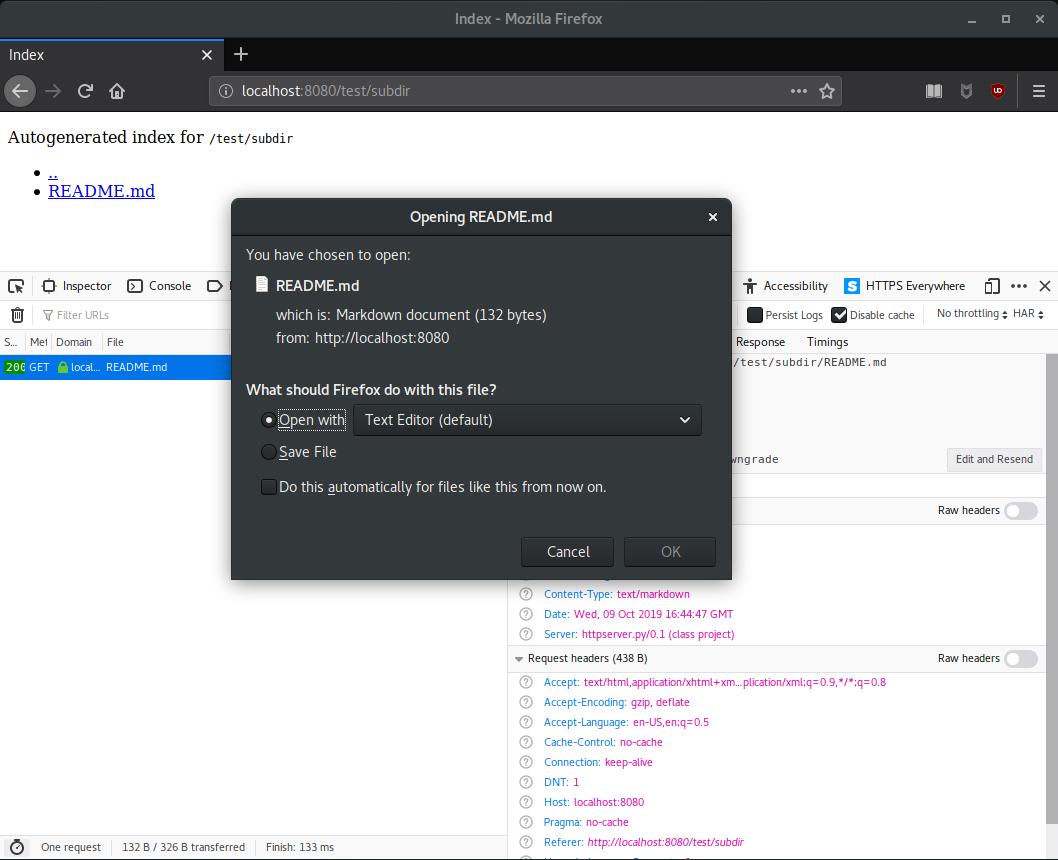 Index - Mozilla Firefox
Index
localhost:8080/test/subdir
Autogenerated index for /test/subdir
..
README.md
Opening README.md
You have chosen to open:
README.md
which is: Markdown document (132 bytes)
from: http://localhost:8080
What should Firefox do with this file?
Open with Text Editor (default)
Save File
Do this automatically for files like this from now on.
Cancel OK
Inspector Console Accessibility HTTPS Everywhere
Filter URLs Persist Logs Disable cache No throttling HAR
S... Met Domain File Response Timings
200 GET local... README.md
/test/subdir/README.md
Edit and Resend
Raw headers
Content-Type: text/markdown
Date: Wed, 09 Oct 2019 16:44:47 GMT
Server: httpserver.py/0.1 (class project)
Request headers (438 B) Raw headers
Accept: text/html,application/xhtml+xm…plication/xml;q=0.9,*/*;q=0.8
Accept-Encoding: gzip, deflate
Accept-Language: en-US,en;q=0.5
Cache-Control: no-cache
Connection: keep-alive
DNT: 1
Host: localhost:8080
Pragma: no-cache
Referer: http://localhost:8080/test/subdir
One request 132 B / 326 B transferred Finish: 133 ms